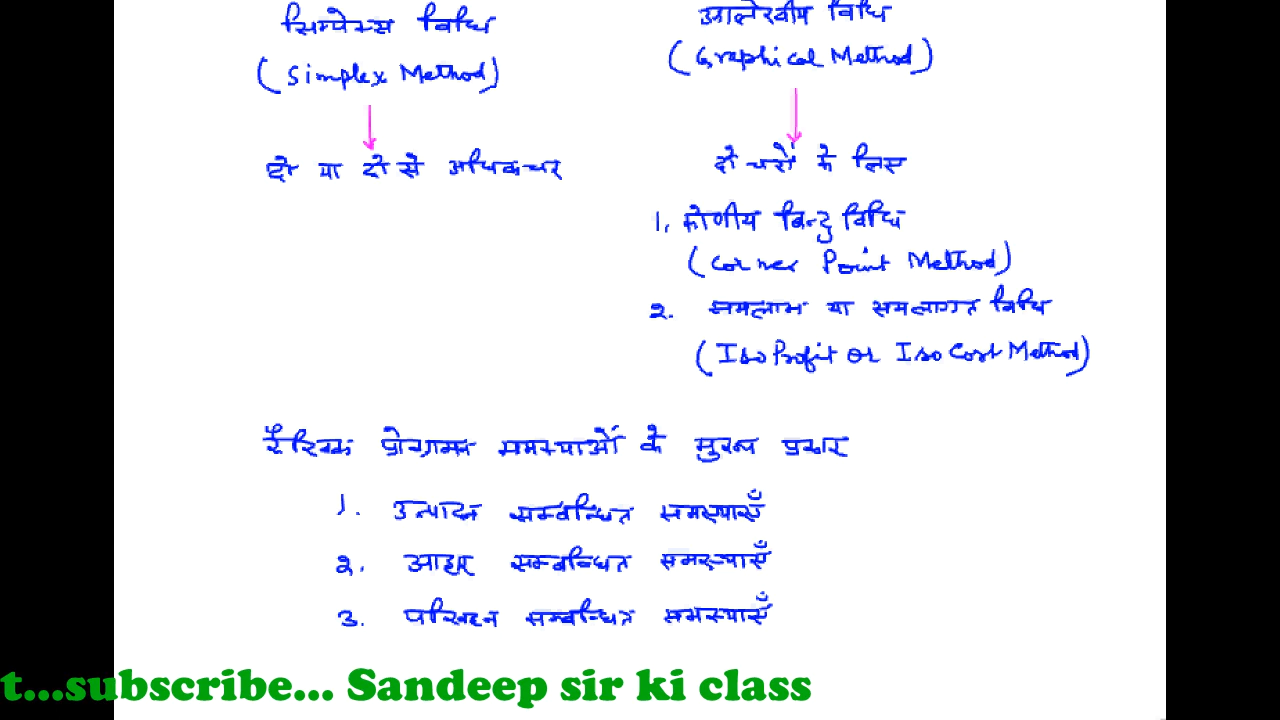 सिम्पेक्स विधि
(Simplex Method)
दो या दो से अधिक चर
आलेखीय विधि
(Graphical Method)
दो चरों के लिए
1. कोणीय बिन्दु विधि
(Corner Point Method)
2. समलाभ या समलागत विधि
(Iso Profit or Iso Cost Method)
रैखिक प्रोग्रामन समस्याओं के मुख्य प्रकार
1. उत्पादन सम्बन्धित समस्याएँ
2. आहार सम्बन्धित समस्याएँ
3. परिवहन सम्बन्धित समस्याएँ
t...subscribe... Sandeep sir ki class